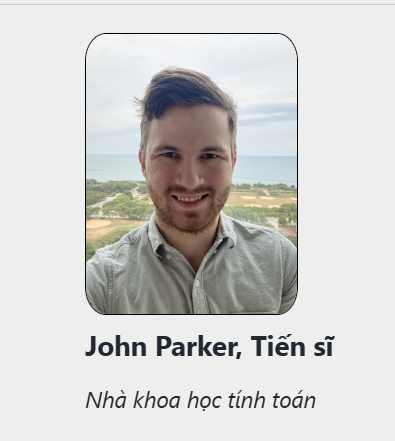 John Parker, Tiến sĩ
Nhà khoa học tính toán